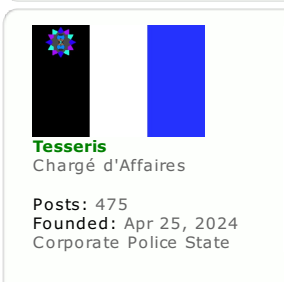 Tesseris
Chargé d'Affaires
Posts: 475
Founded: Apr 25, 2024
Corporate Police State